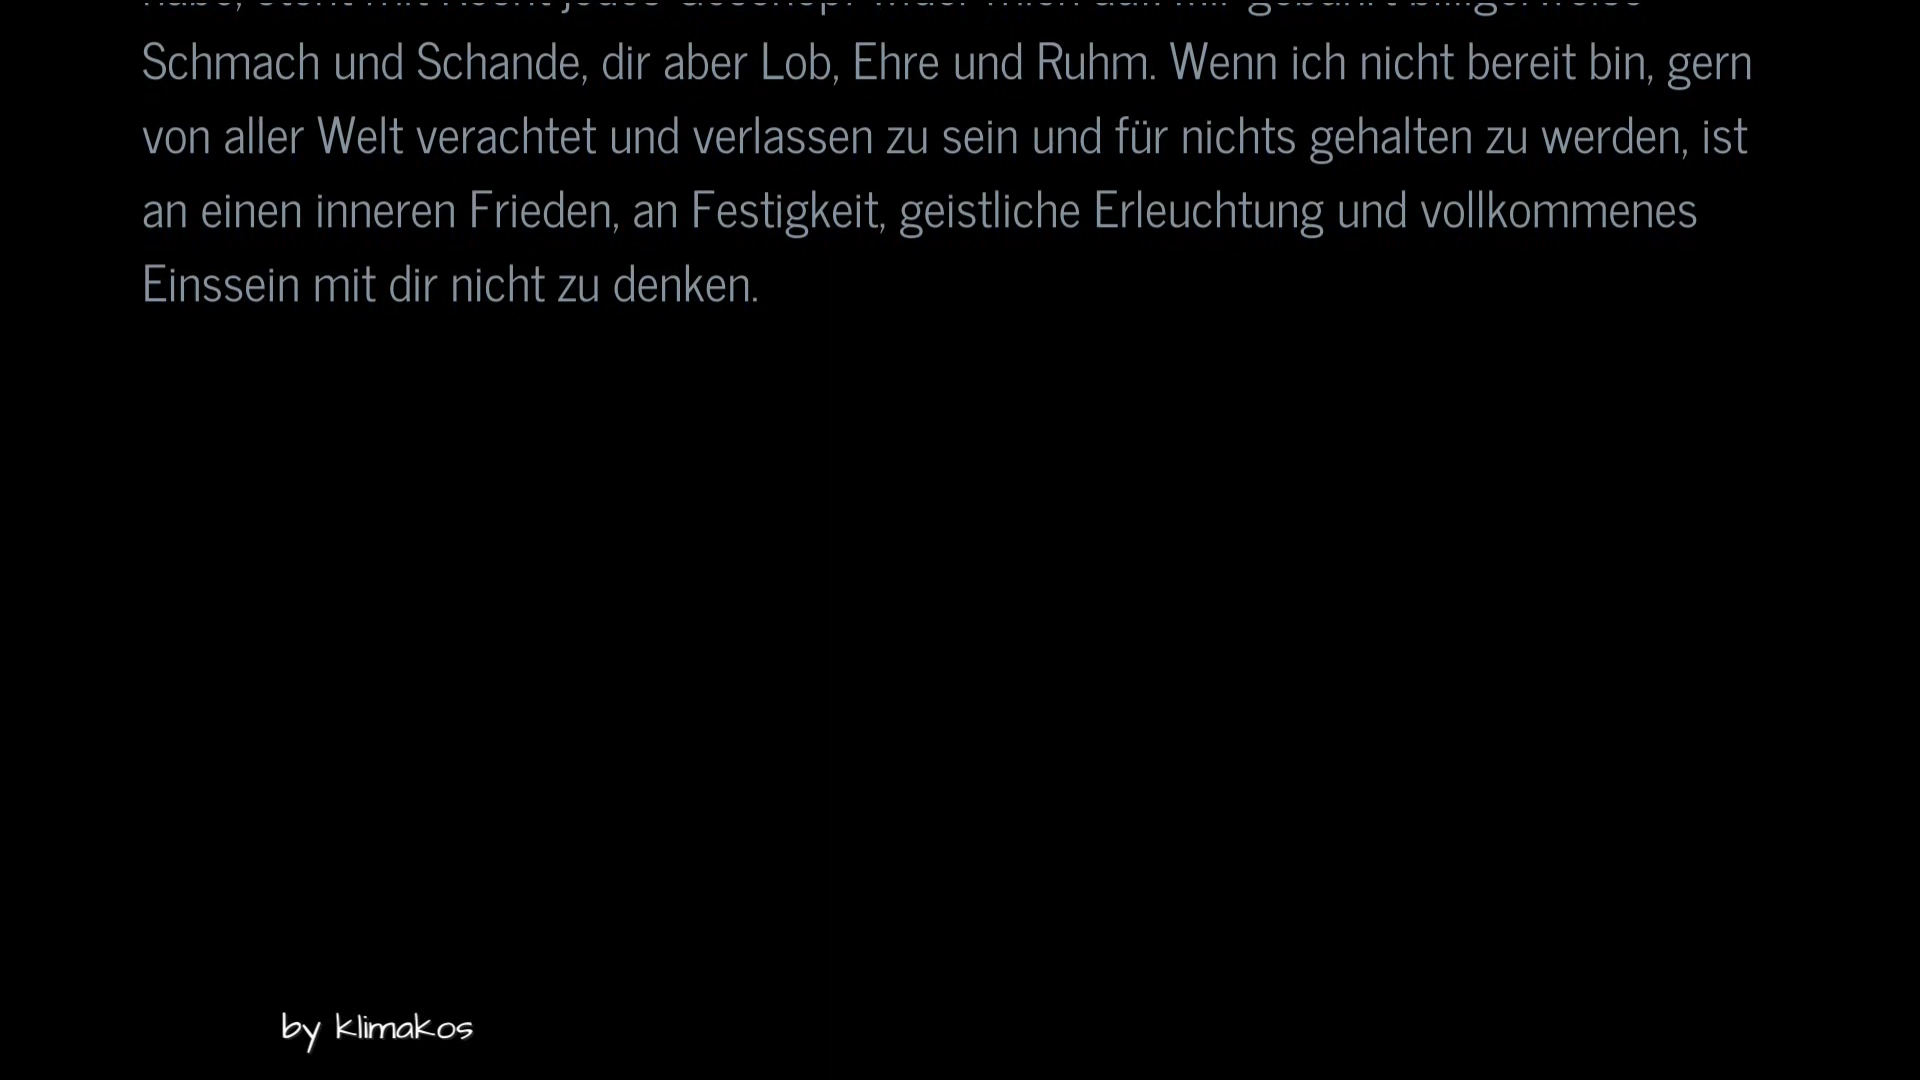 Schmach und Schande, dir aber Lob, Ehre und Ruhm. Wenn ich nicht bereit bin, gern
von aller Welt verachtet und verlassen zu sein und für nichts gehalten zu werden, ist
an einen inneren Frieden, an Festigkeit, geistliche Erleuchtung und vollkommenes
Einssein mit dir nicht zu denken.
by klimakos